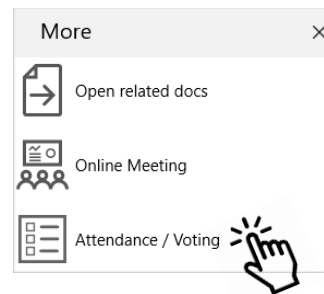 More
Open related docs
Online Meeting
Attendance / Voting